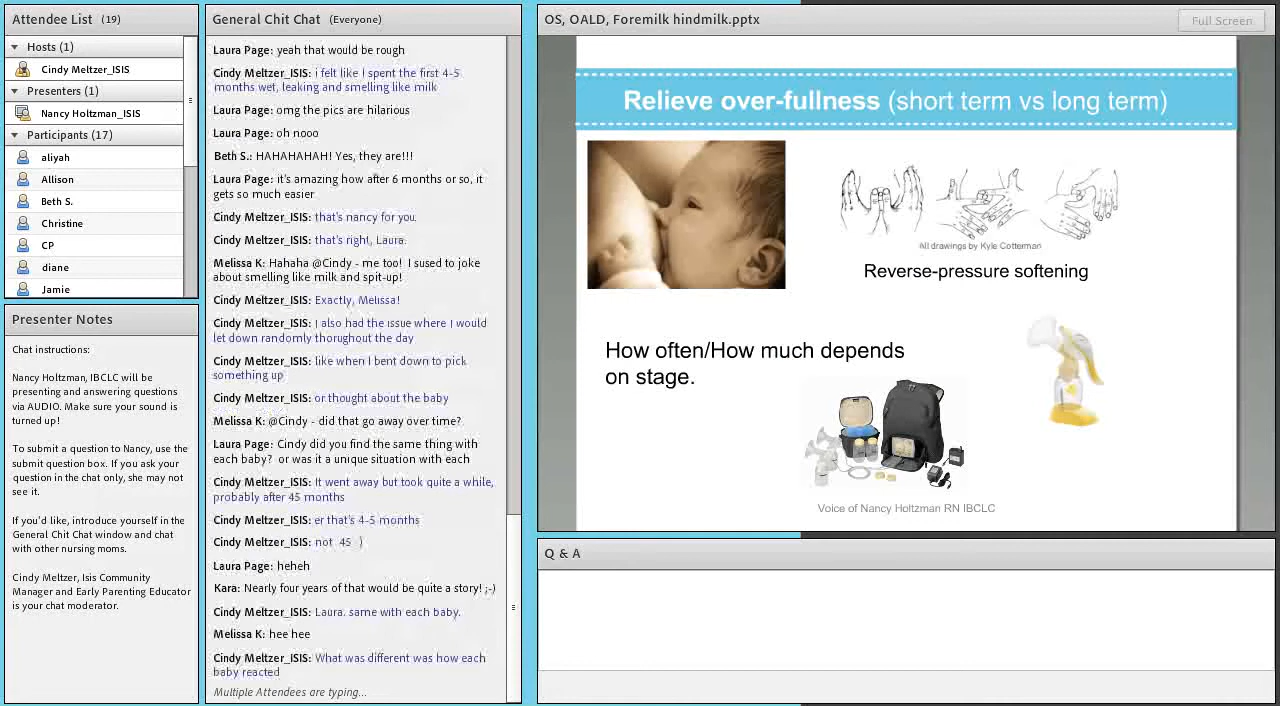 Attendee List (19)
Hosts (1)
Cindy Meltzer_ISIS
Presenters (1)
Nancy Holtzman_ISIS
Participants (17)
aliyah
Allison
Beth S.
Christine
CP
diane
Jamie
Presenter Notes
Chat instructions:
Nancy Holtzman, IBCLC will be
presenting and answering questions
via AUDIO. Make sure your sound is
turned up!
To submit a question to Nancy, use the
submit question box. If you ask your
question in the chat only, she may not
see it.
If you'd like, introduce yourself in the
General Chit Chat window and chat
with other nursing moms.
Cindy Meltzer, Isis Community
Manager and Early Parenting Educator
is your chat moderator.
General Chit Chat (Everyone)
Laura Page: yeah that would be rough
Cindy Meltzer_ISIS: i felt like I spent the first 4-5
months wet, leaking and smelling like milk
Laura Page: omg the pics are hilarious
Laura Page: oh nooo
Beth S.: HAHAHAHAH! Yes, they are!!!
Laura Page: it's amazing how after 6 months or so, it
gets so much easier
Cindy Meltzer_ISIS: that's nancy for you.
Cindy Meltzer_ISIS: that's right, Laura.
Melissa K: Hahaha @Cindy - me too! I sused to joke
about smelling like milk and spit-up!
Cindy Meltzer_ISIS: Exactly, Melissa!
Cindy Meltzer_ISIS: I also had the issue where I would
let down randomly thorughout the day
Cindy Meltzer_ISIS: like when I bent down to pick
something up
Cindy Meltzer_ISIS: or thought about the baby
Melissa K: @Cindy - did that go away over time?
Laura Page: Cindy did you find the same thing with
each baby? or was it a unique situation with each
Cindy Meltzer_ISIS: It went away but took quite a while,
probably after 45 months
Cindy Meltzer_ISIS: er that's 4-5 months
Cindy Meltzer_ISIS: not 45 :)
Laura Page: heheh
Kara: Nearly four years of that would be quite a story! ;-)
Cindy Meltzer_ISIS: Laura. same with each baby.
Melissa K: hee hee
Cindy Meltzer_ISIS: What was different was how each
baby reacted
Multiple Attendees are typing...
OS, OALD, Foremilk hindmilk.pptx
Full Screen
Relieve over-fullness (short term vs long term)
All drawings by Kyle Cotterman
Reverse-pressure softening
How often/How much depends
on stage.
Voice of Nancy Holtzman RN IBCLC
Q & A